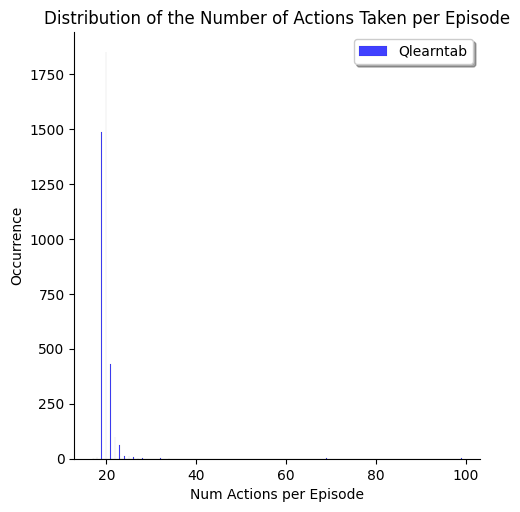 Distribution of the Number of Actions Taken per Episode
Qlearntab
1750
1500
1250
1000
750
500
250
0
Occurrence
20 40 60 80 100
Num Actions per Episode